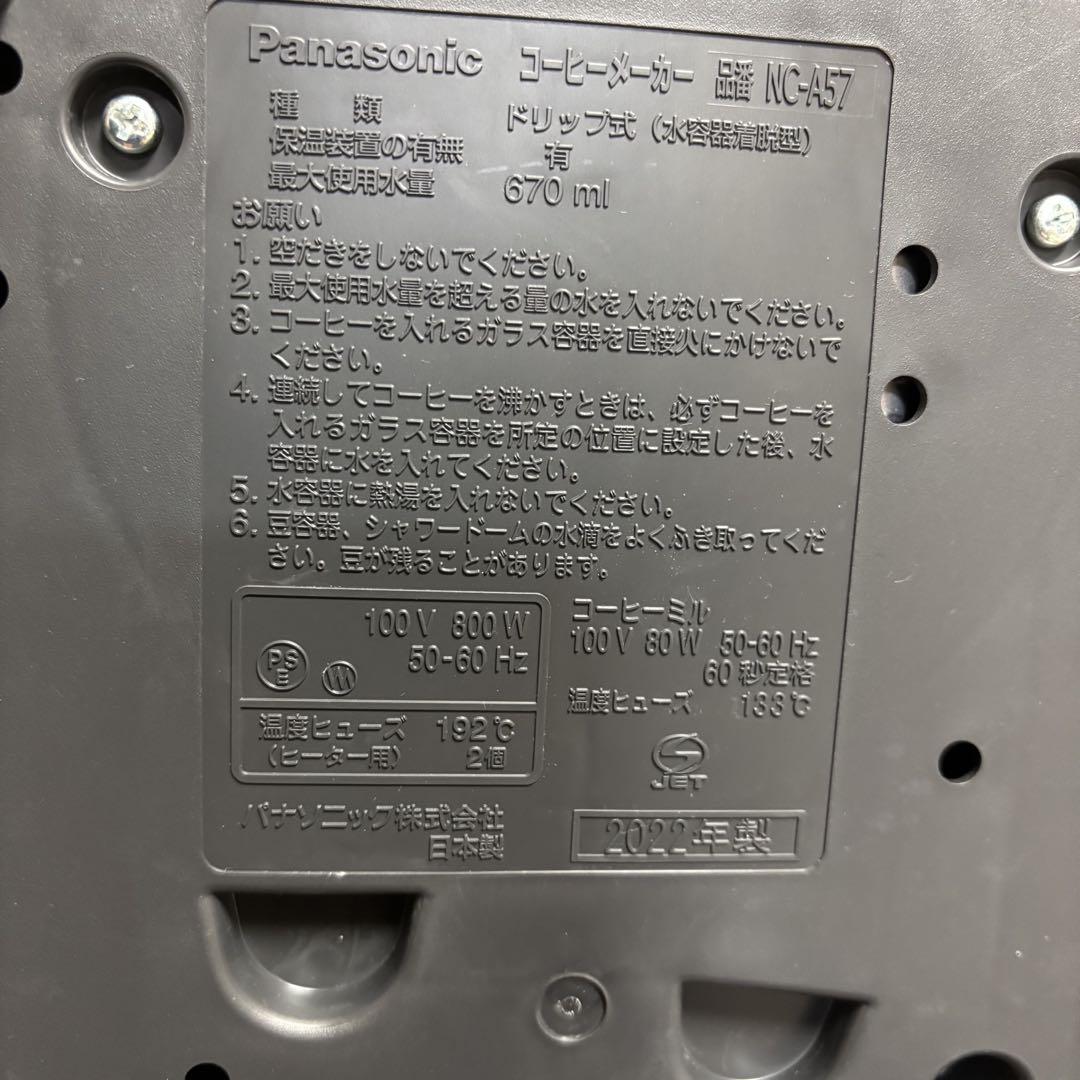 Panasonic コーヒーメーカー 品番 NC-A57
種 類 ドリップ式(水容器着脱型)
保温装置の有無 有
最大使用水量 670 ml
お願い
1. 空だきをしないでください。
2. 最大使用水量を超える量の水を入れないでください。
3. コーヒーを入れるガラス容器を直接火にかけないで
ください。
4. 連続してコーヒーを沸かすときは、必ずコーヒーを
入れるガラス容器を所定の位置に設定した後、水
容器に水を入れてください。
5. 水容器に熱湯を入れないでください。
6. 豆容器、シャワードームの水滴をよくふき取ってくだ
さい。豆が残ることがあります。
100 V 800 W
50-60 Hz
PS
E
温度ヒューズ 192℃
(ヒーター用) 2個
コーヒーミル
100 V 80 W 50-60 Hz
60 秒定格
温度ヒューズ 133℃
S
JET
パナソニック株式会社
日本製
2022年製